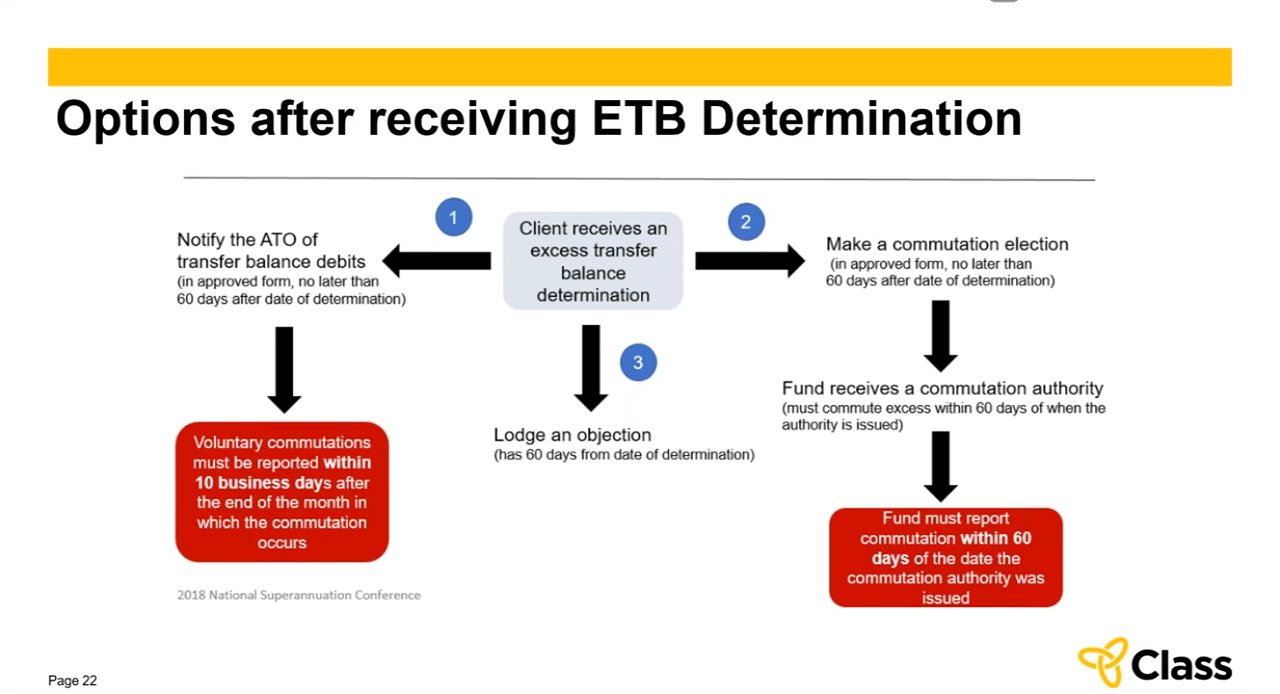 Options after receiving ETB Determination
1
Client receives an
excess transfer
balance
determination
2
Notify the ATO of
transfer balance debits
(in approved form, no later than
60 days after date of determination)
Make a commutation election
(in approved form, no later than
60 days after date of determination)
3
Voluntary commutations
must be reported within
10 business days after
the end of the month in
which the commutation
occurs
Lodge an objection
(has 60 days from date of determination)
Fund receives a commutation authority
(must commute excess within 60 days of when the
authority is issued)
Fund must report
commutation within 60
days of the date the
commutation authority was
issued
2018 National Superannuation Conference
Page 22
Class